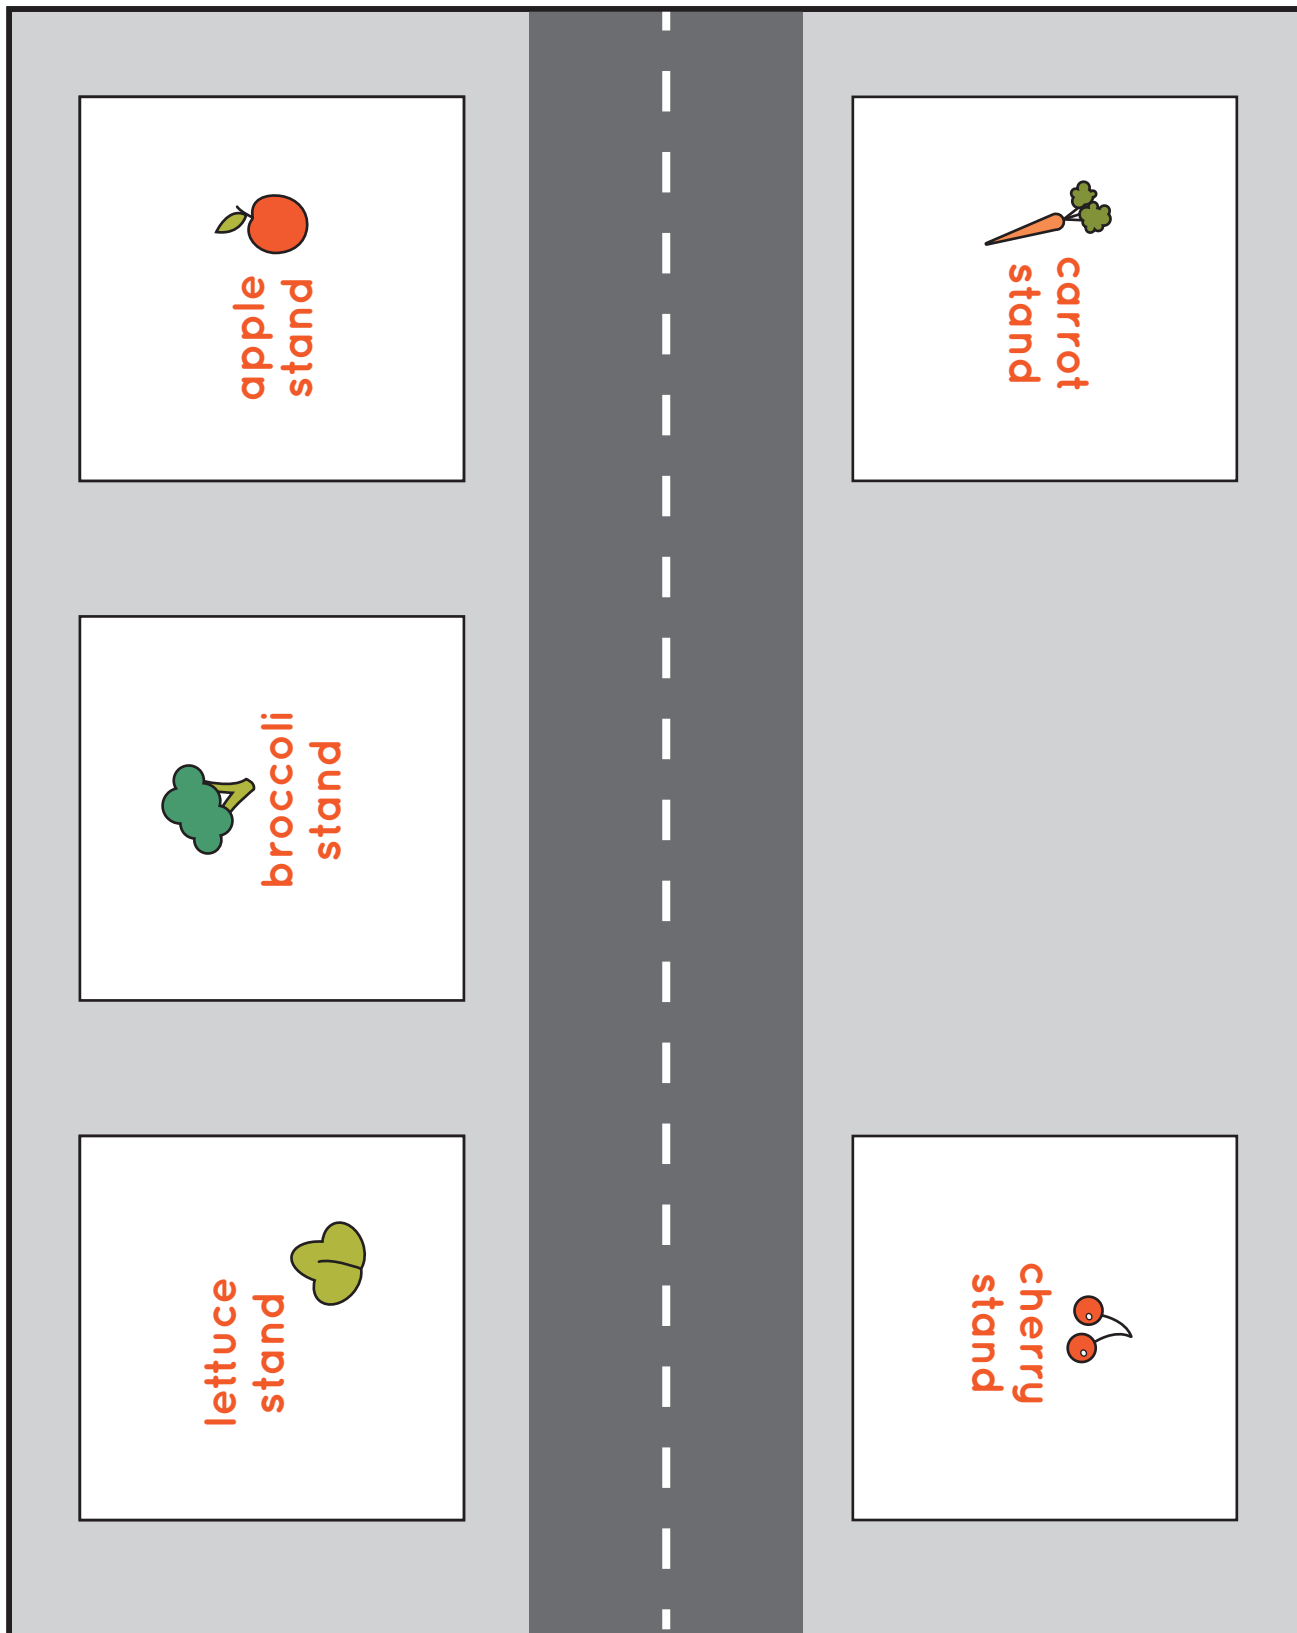 apple
stand
carrot
stand
broccoli
stand
lettuce
stand
cherry
stand